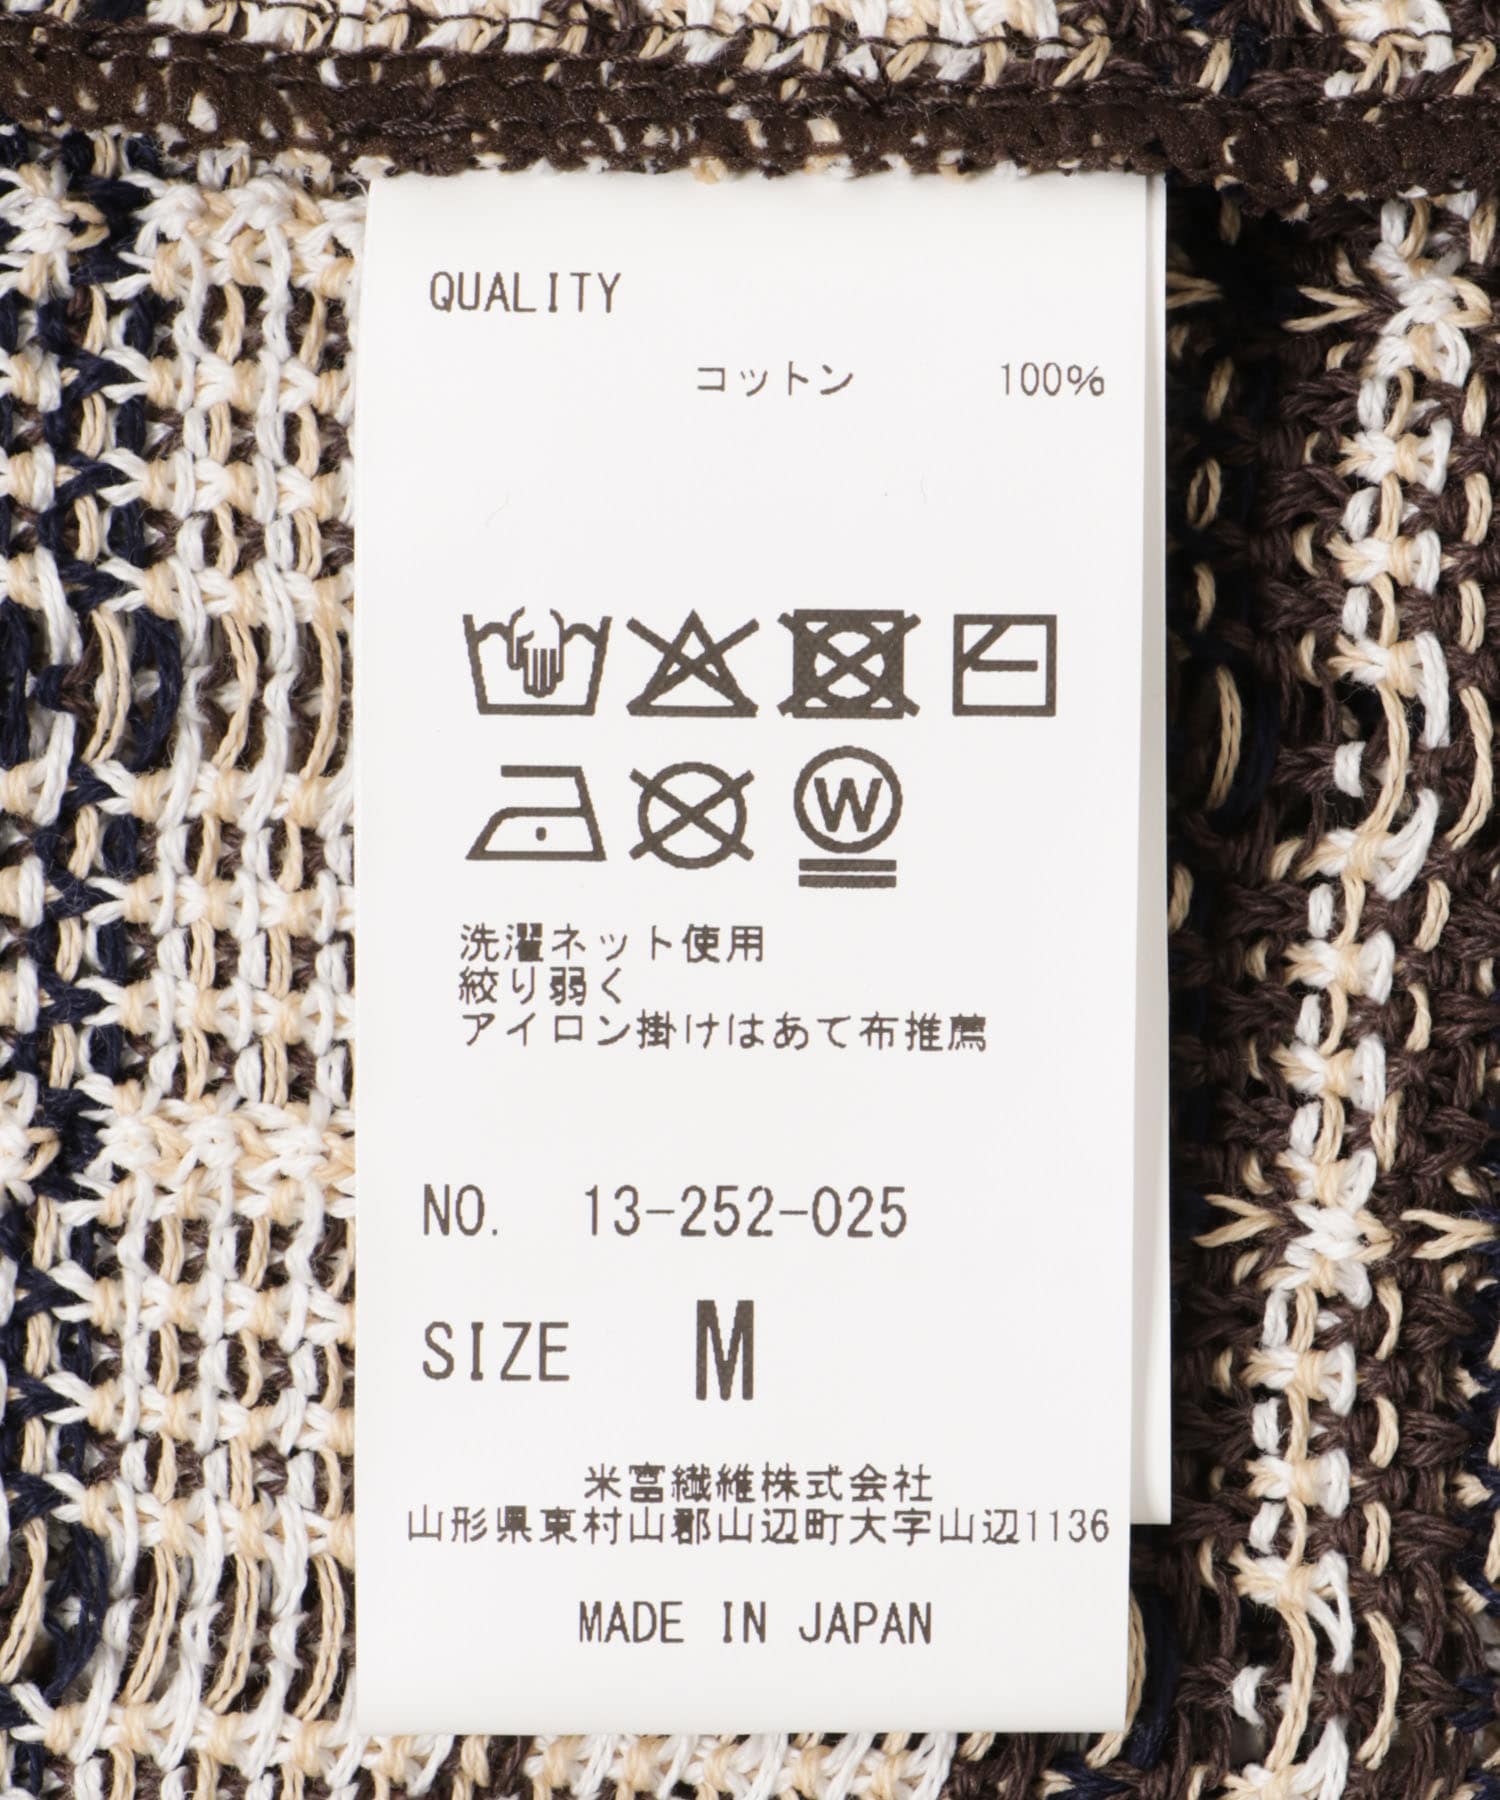 QUALITY
コットン 100%
W
洗濯ネット使用
絞り弱く
アイロン掛けはあて布推薦
NO. 13-252-025
SIZE M
米富繊維株式会社
山形県東村山郡山辺町大字山辺1136
MADE IN JAPAN